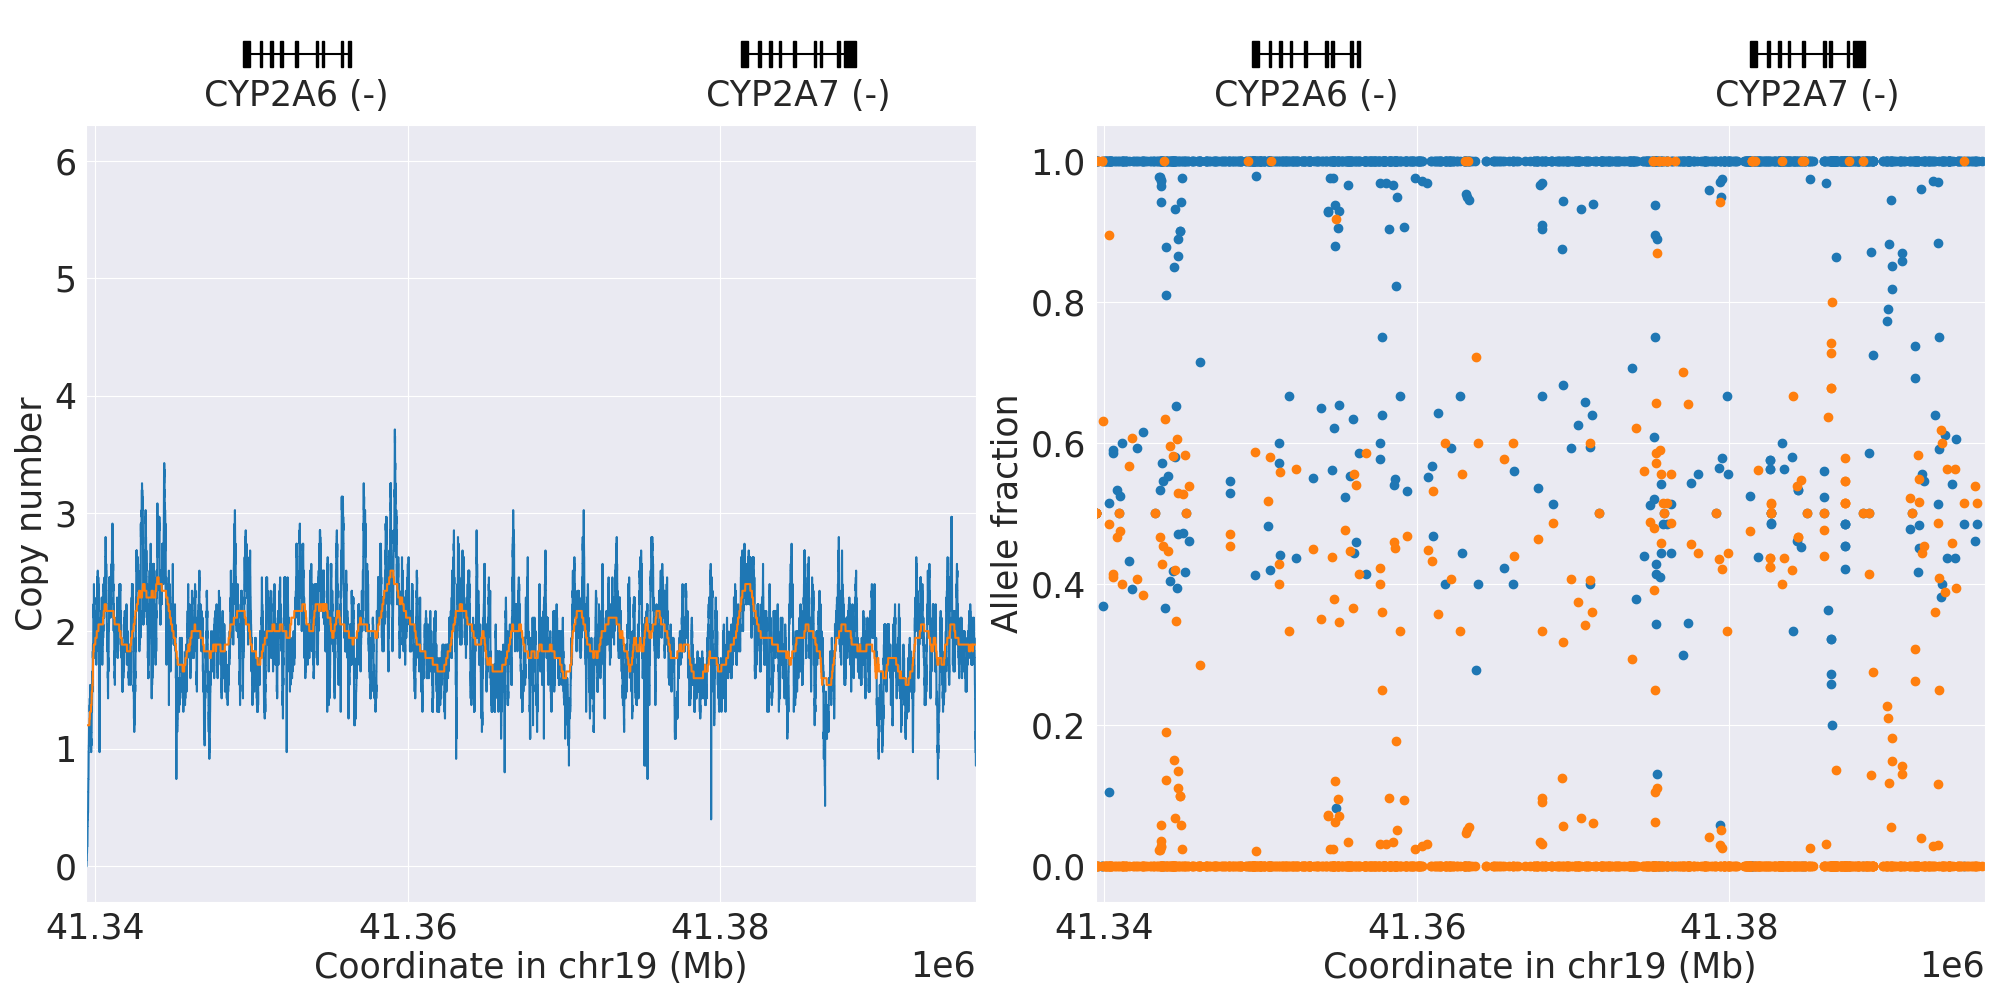 CYP2A6 (-)
CYP2A7 (-)
6
5
4
3
2
1
0
Copy number
41.34
41.36
41.38
Coordinate in chr19 (Mb)
1e6
CYP2A6 (-)
CYP2A7 (-)
1.0
0.8
0.6
0.4
0.2
0.0
Allele fraction
41.34
41.36
41.38
Coordinate in chr19 (Mb)
1e6